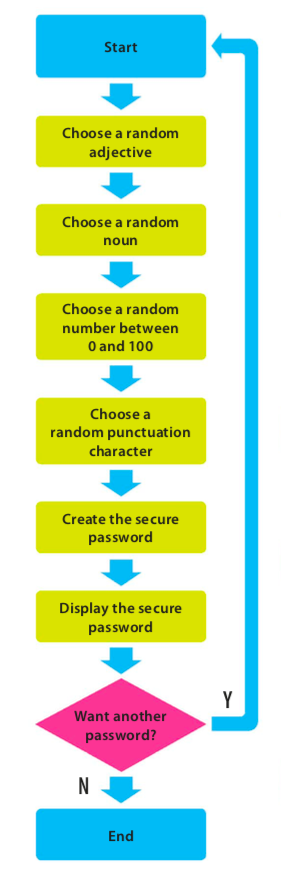 Start
Choose a random
adjective
Choose a random
noun
Choose a random
number between
0 and 100
Choose a
random punctuation
character
Create the secure
password
Display the secure
password
Want another
password?
Y
N
End